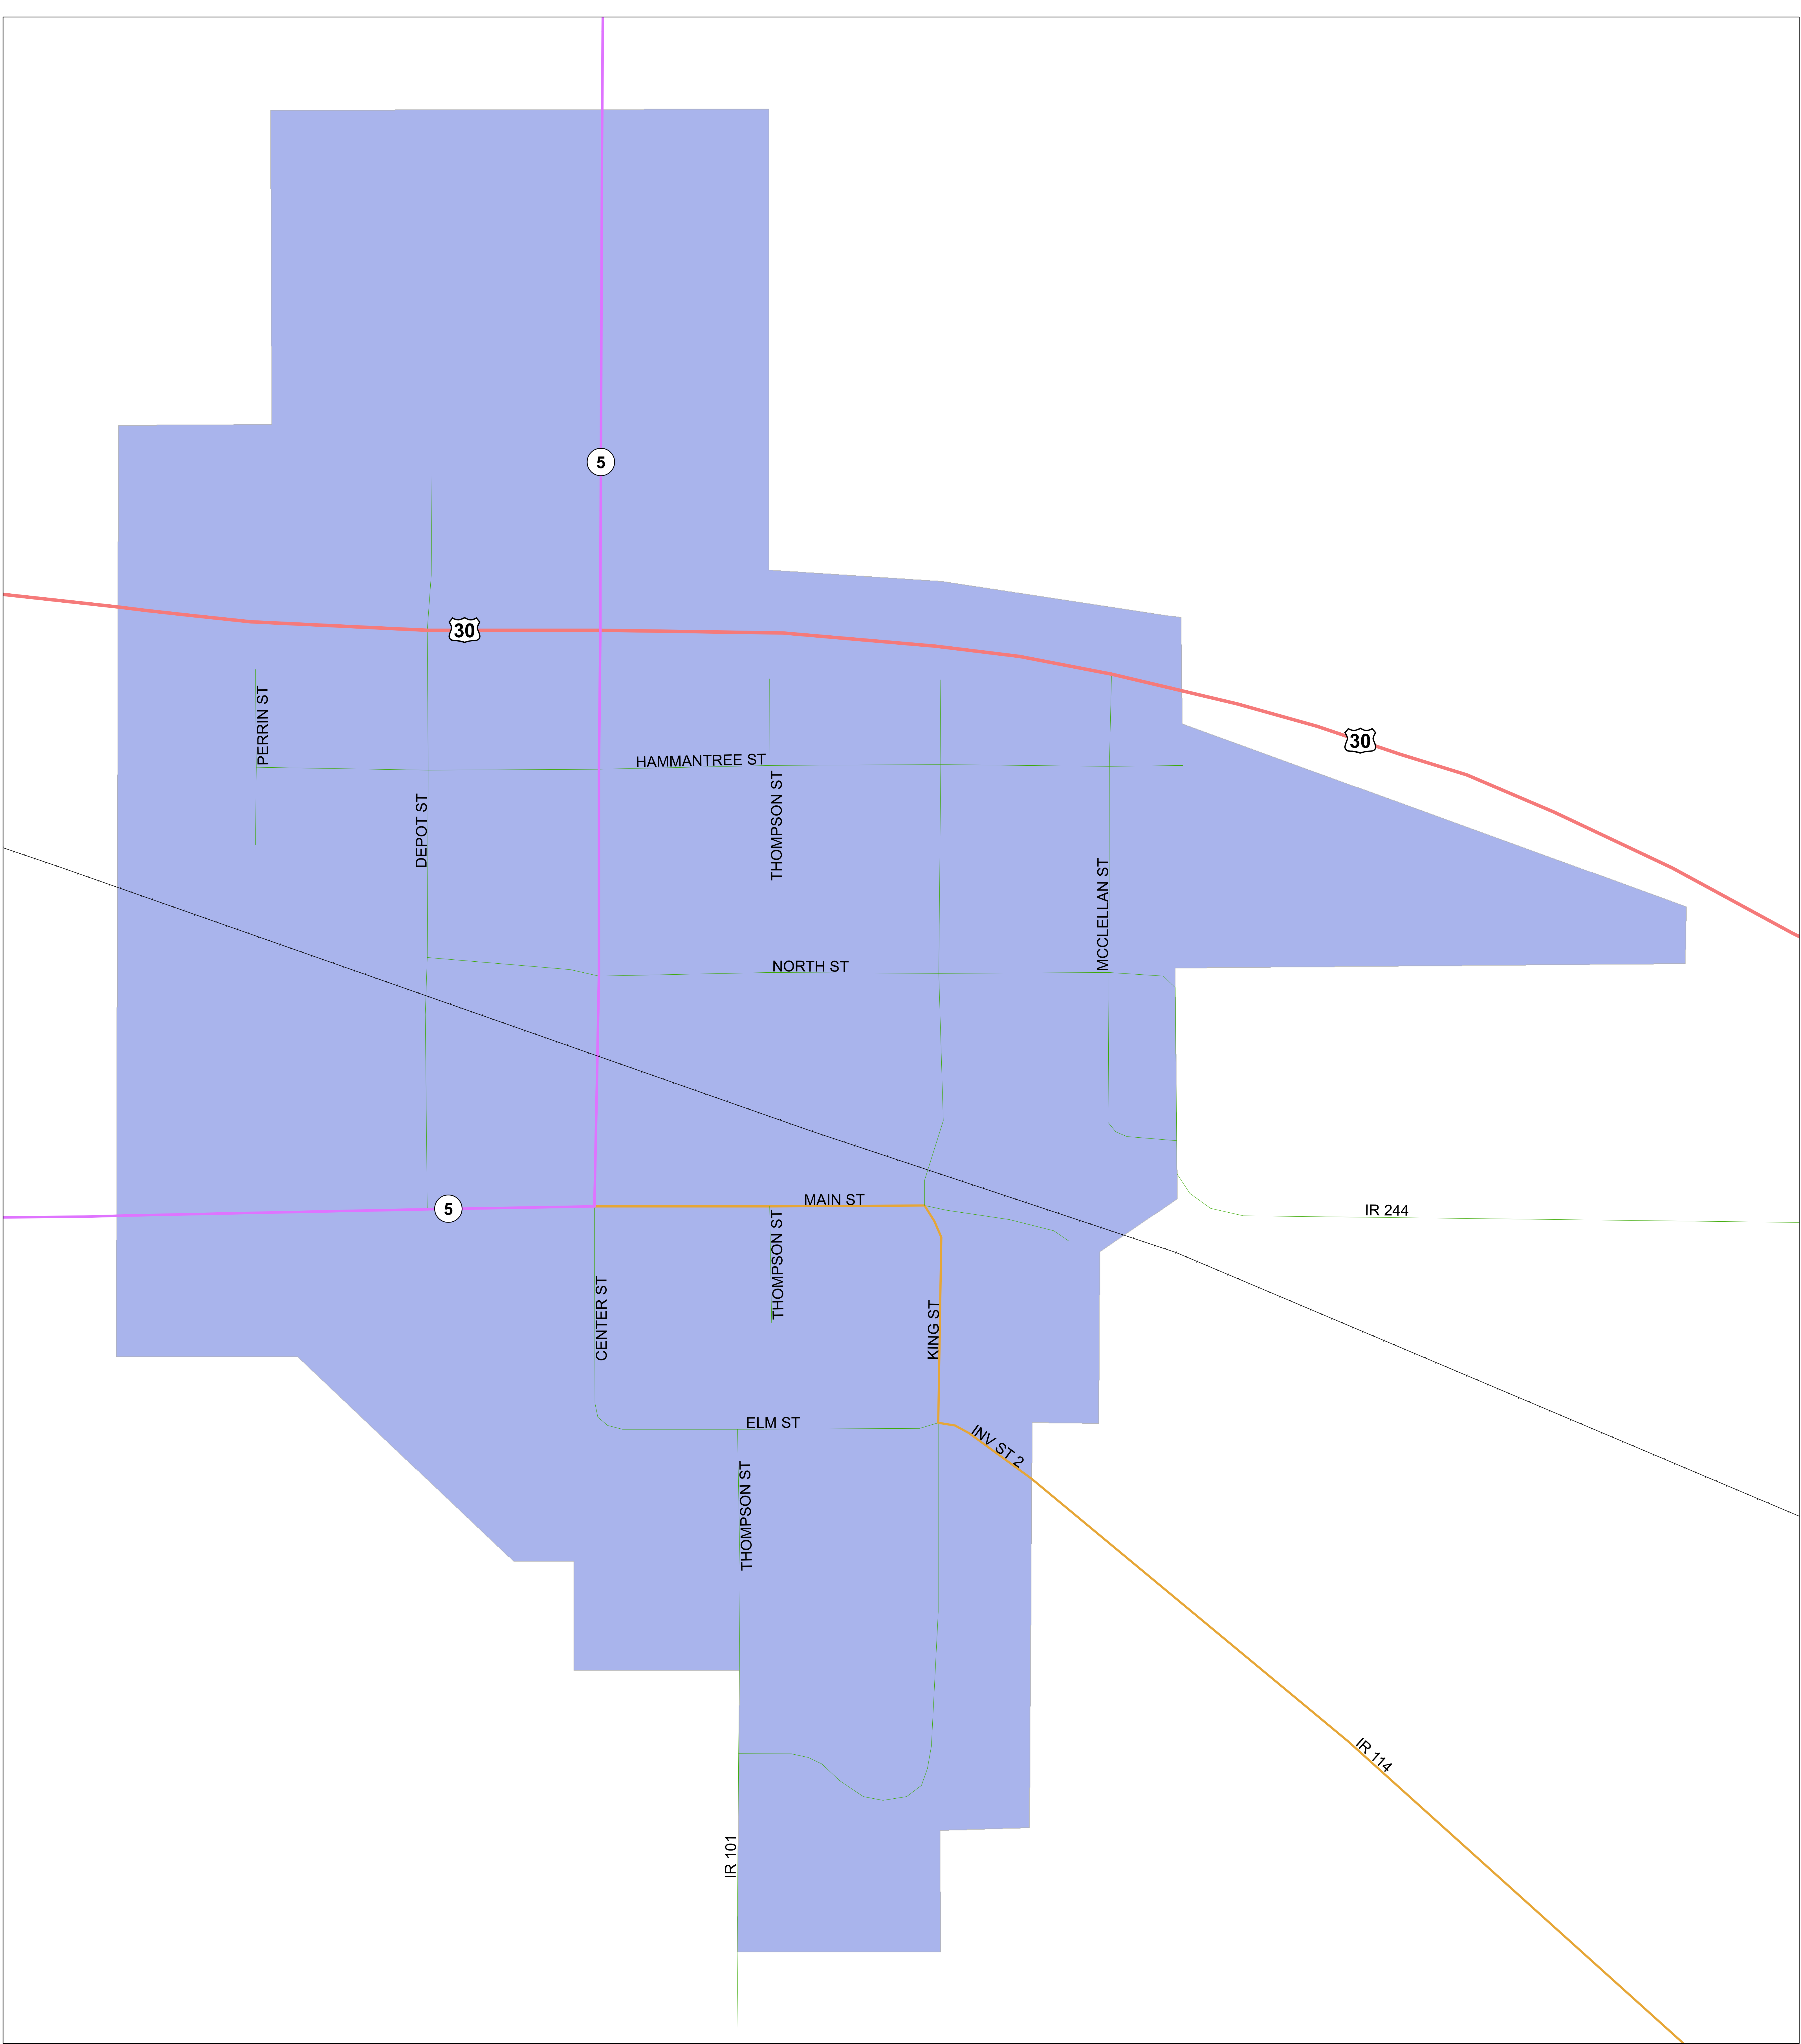 5
30
PERRIN ST
30
HAMMANTREE ST
DEPOT ST
THOMPSON ST
MCCLELLAN ST
NORTH ST
MAIN ST
5
IR 244
THOMPSON ST
CENTER ST
KING ST
ELM ST
INV ST 2
THOMPSON ST
IR 114
IR 101